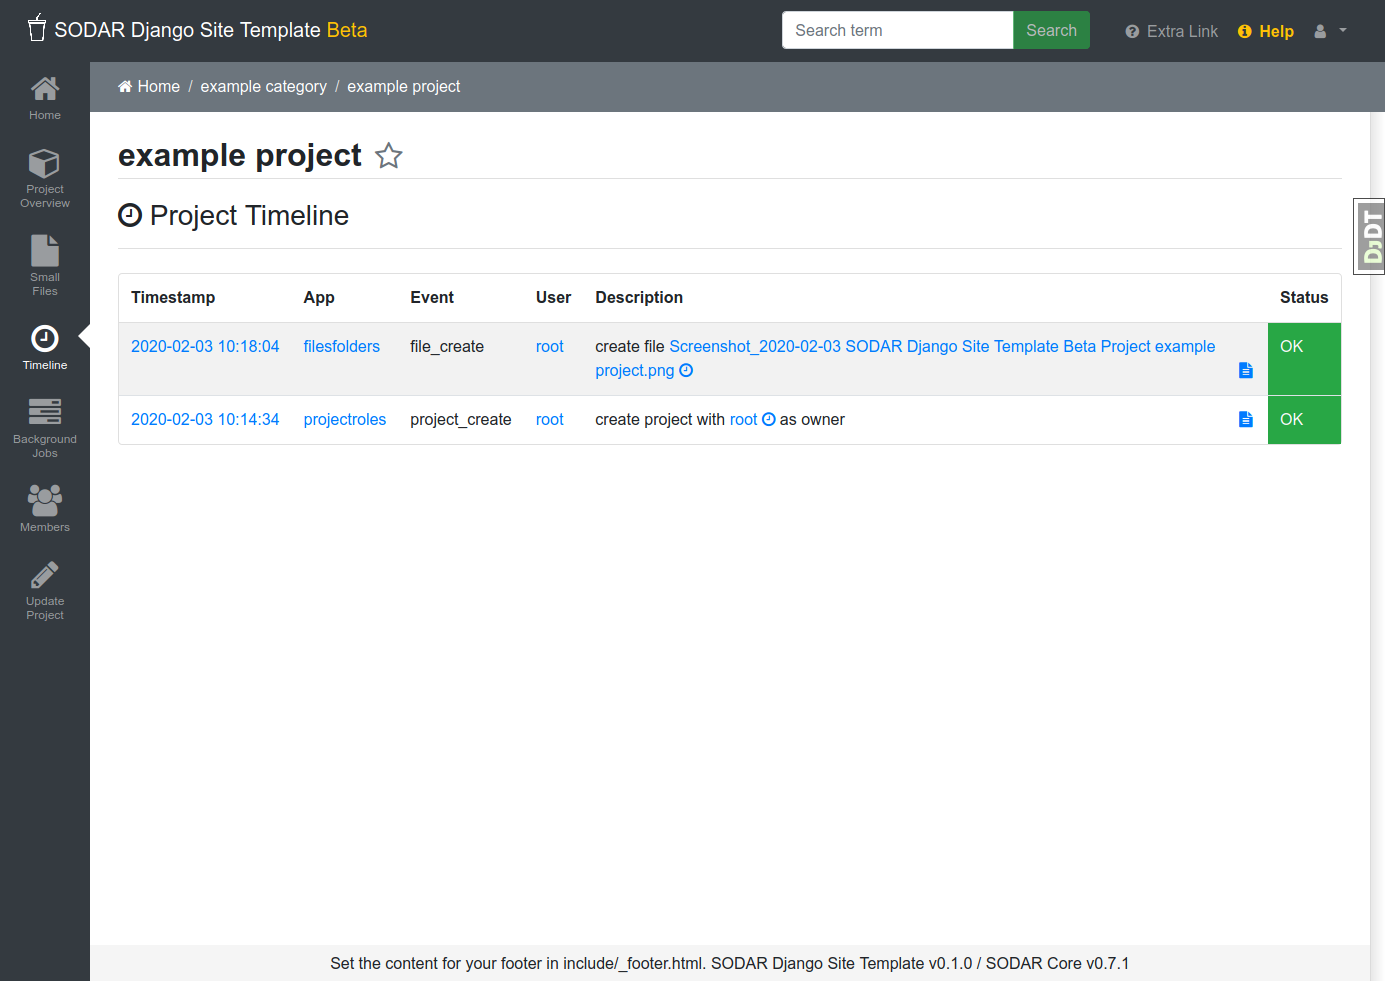 SODAR Django Site Template Beta
Search term
Search
Extra Link
Help
Home / example category / example project
Home
Project
Overview
Small
Files
Timeline
Background
Jobs
Members
Update
Project
example project
Project Timeline
DJDT
Timestamp App Event User Description Status
2020-02-03 10:18:04 filesfolders file_create root create file Screenshot_2020-02-03 SODAR Django Site Template Beta Project example OK
project.png
2020-02-03 10:14:34 projectroles project_create root create project with root as owner OK
Set the content for your footer in include/_footer.html. SODAR Django Site Template v0.1.0 / SODAR Core v0.7.1